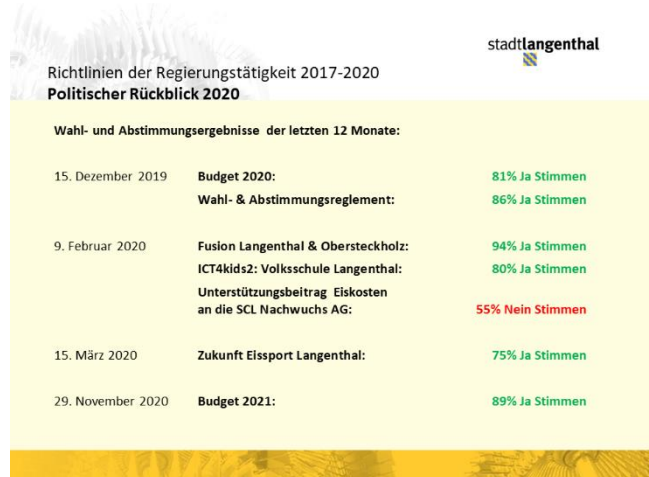 stadtlangenthal
Richtlinien der Regierungstätigkeit 2017-2020
Politischer Rückblick 2020
Wahl- und Abstimmungsergebnisse der letzten 12 Monate:
15. Dezember 2019 Budget 2020: 81% Ja Stimmen
Wahl- & Abstimmungsreglement: 86% Ja Stimmen
9. Februar 2020 Fusion Langenthal & Obersteckholz: 94% Ja Stimmen
ICT4kids2: Volksschule Langenthal: 80% Ja Stimmen
Unterstützungsbeitrag Eiskosten
an die SCL Nachwuchs AG: 55% Nein Stimmen
15. März 2020 Zukunft Eissport Langenthal: 75% Ja Stimmen
29. November 2020 Budget 2021: 89% Ja Stimmen